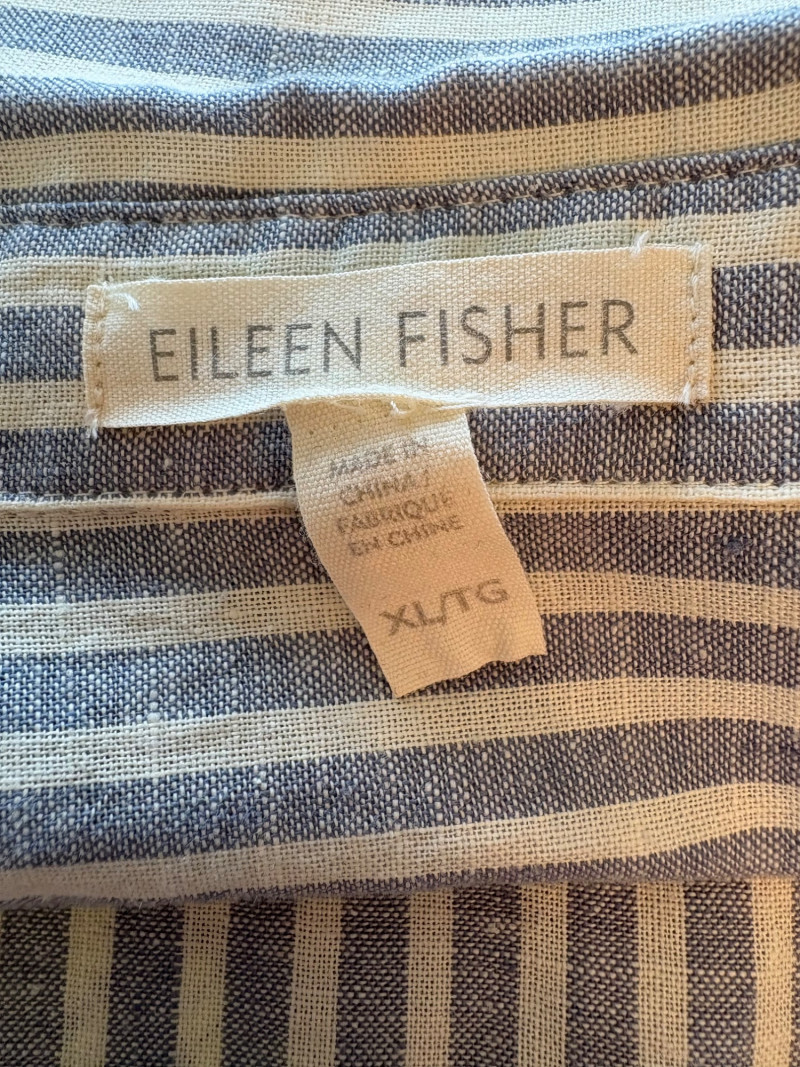 EILEEN FISHER
MADE IN
CHINA/
FABRIQUE
EN CHINE
XL/TG